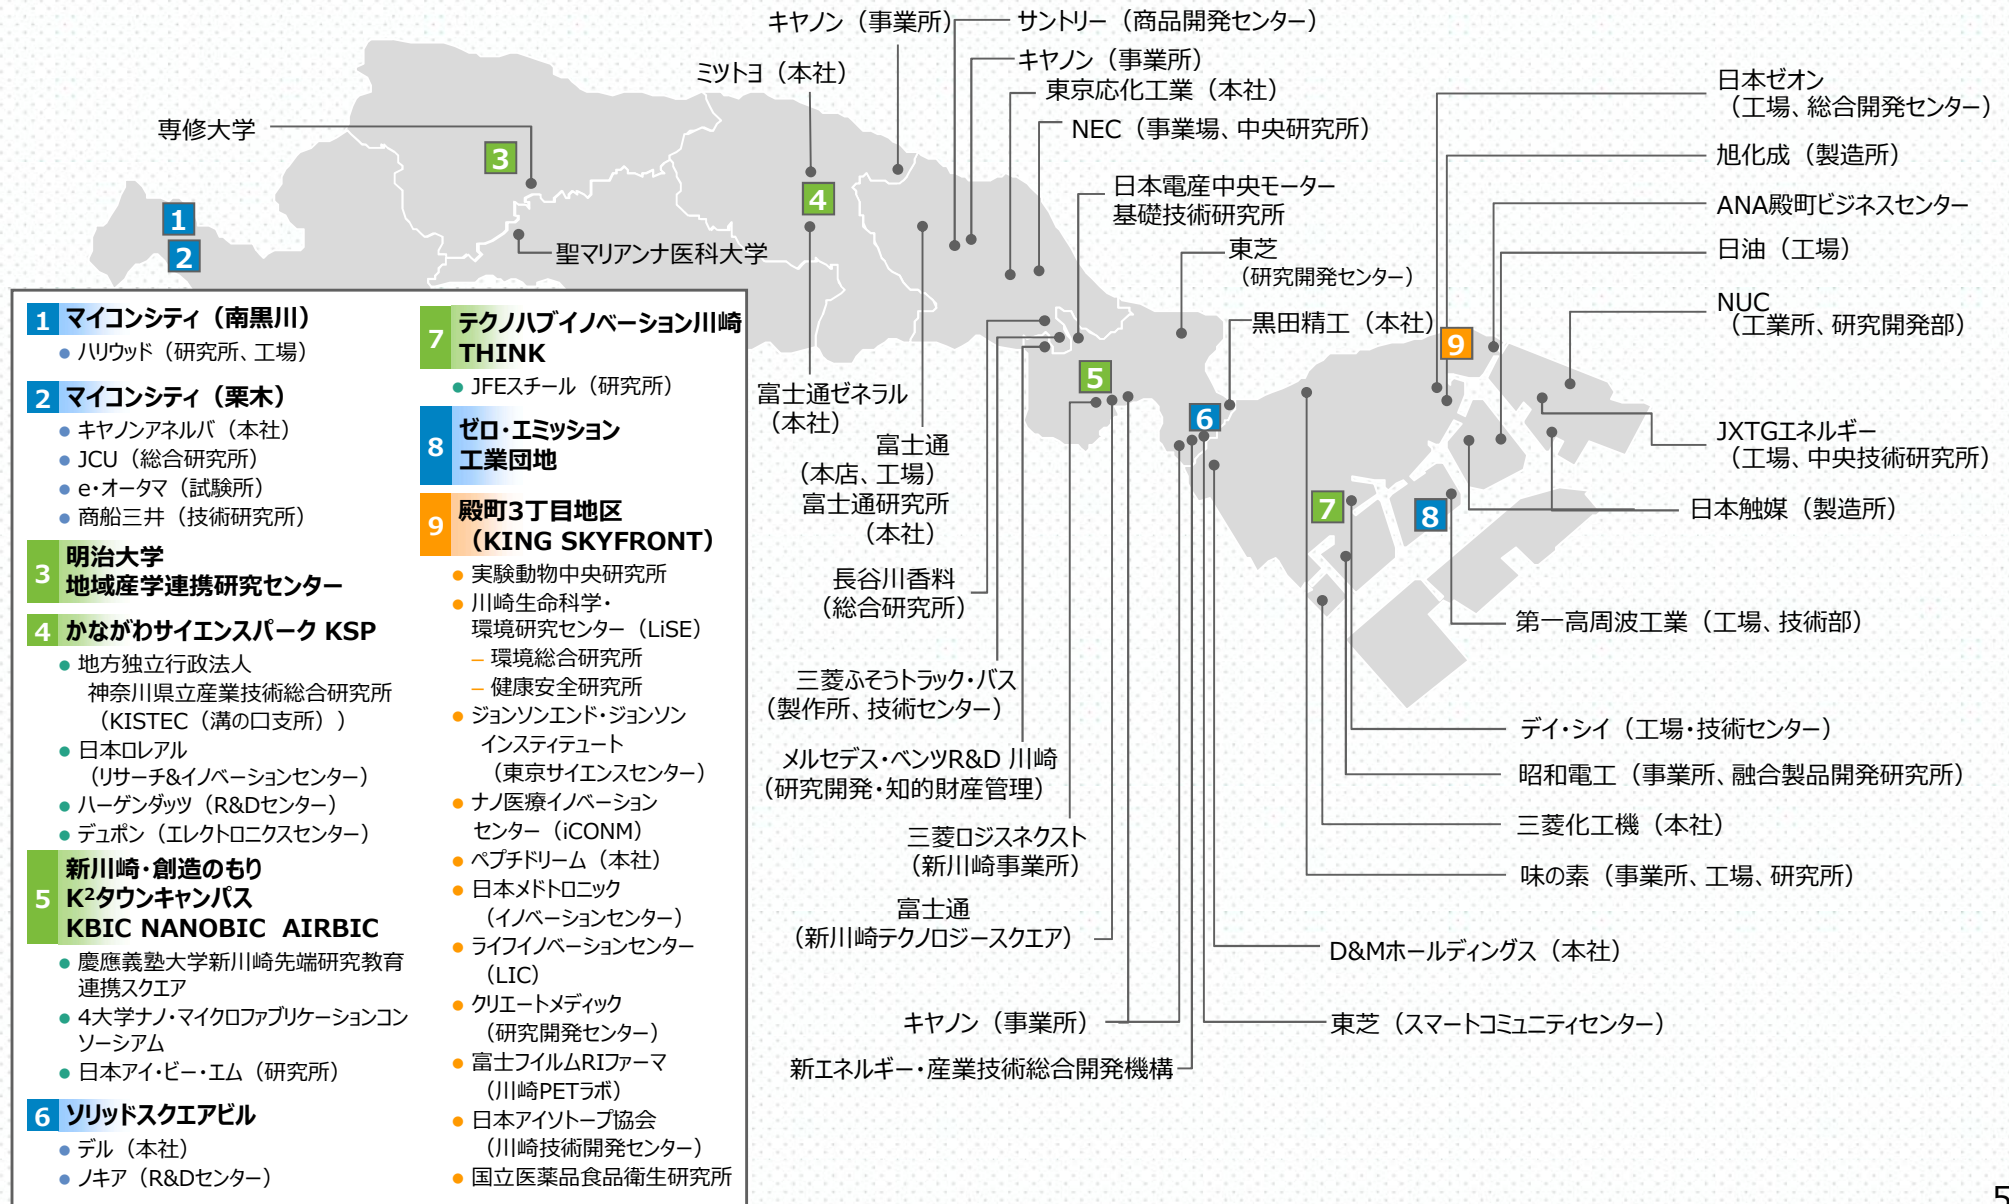 キヤノン（事業所）
サントリー（商品開発センター）
キヤノン（事業所）
ミツトヨ（本社）
東京応化工業（本社）
専修大学
NEC（事業場、中央研究所）
日本電産中央モーター
基礎技術研究所
聖マリアンナ医科大学
東芝
（研究開発センター）
黒田精工（本社）
日本ゼオン
（工場、総合開発センター）
旭化成（製造所）
ANA殿町ビジネスセンター
日油（工場）
NUC
（工業所、研究開発部）
JXTGエネルギー
（工場、中央技術研究所）
日本触媒（製造所）
第一高周波工業（工場、技術部）
デイ・シイ（工場・技術センター）
昭和電工（事業所、融合製品開発研究所）
三菱化工機（本社）
味の素（事業所、工場、研究所）
D&Mホールディングス（本社）
東芝（スマートコミュニティセンター）
富士通ゼネラル
（本社）
富士通
（本店、工場）
富士通研究所
（本社）
長谷川香料
（総合研究所）
三菱ふそうトラック・バス
（製作所、技術センター）
メルセデス・ベンツR&D 川崎
（研究開発・知的財産管理）
三菱ロジスネクスト
（新川崎事業所）
富士通
（新川崎テクノロジースクエア）
キヤノン（事業所）
新エネルギー・産業技術総合開発機構
1
2
3
4
5
6
7
8
9
1 マイコンシティ（南黒川）
● ハリウッド（研究所、工場）
2 マイコンシティ（栗木）
● キヤノンアネルバ（本社）
● JCU（総合研究所）
● e・オータマ（試験所）
● 商船三井（技術研究所）
3 明治大学
地域産学連携研究センター
4 かながわサイエンスパーク KSP
● 地方独立行政法人
神奈川県立産業技術総合研究所
（KISTEC（溝の口支所））
● 日本ロレアル
（リサーチ&イノベーションセンター）
● ハーゲンダッツ（R&Dセンター）
● デュポン（エレクトロニクスセンター）
5 新川崎・創造のもり
K²タウンキャンパス
KBIC NANOBIC AIRBIC
● 慶應義塾大学新川崎先端研究教育
連携スクエア
● 4大学ナノ・マイクロファブリケーションコン
ソーシアム
● 日本アイ・ビー・エム（研究所）
6 ソリッドスクエアビル
● デル（本社）
● ノキア（R&Dセンター）
7 テクノハブイノベーション川崎
THINK
● JFEスチール（研究所）
8 ゼロ・エミッション
工業団地
9 殿町3丁目地区
（KING SKYFRONT）
● 実験動物中央研究所
● 川崎生命科学・
環境研究センター（LiSE）
– 環境総合研究所
– 健康安全研究所
● ジョンソンエンド・ジョンソン
インスティテュート
（東京サイエンスセンター）
● ナノ医療イノベーション
センター（iCONM）
● ペプチドリーム（本社）
● 日本メドトロニック
（イノベーションセンター）
● ライフイノベーションセンター
（LIC）
● クリエートメディック
（研究開発センター）
● 富士フイルムRIファーマ
（川崎PETラボ）
● 日本アイソトープ協会
（川崎技術開発センター）
● 国立医薬品食品衛生研究所
5